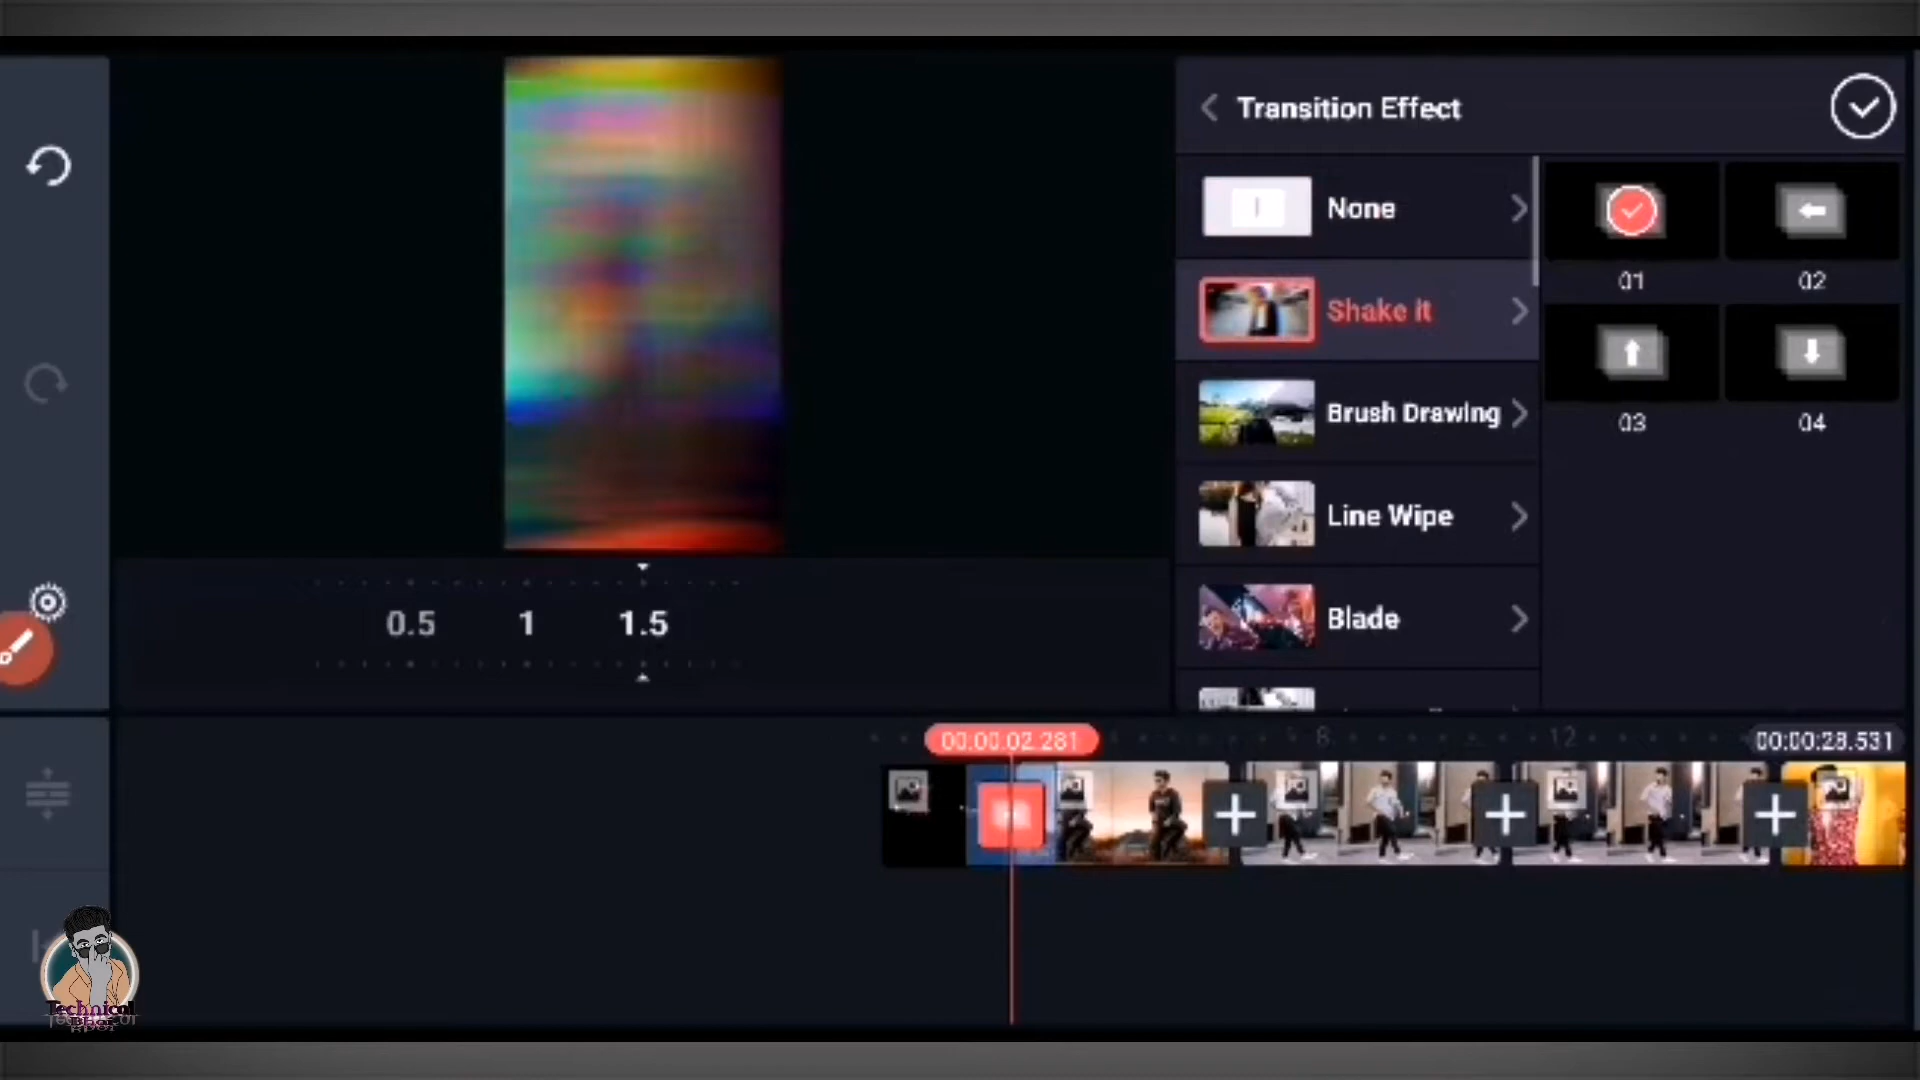 Transition Effect
None
Shake It
Brush Drawing
Line Wipe
Blade
01
02
03
04
0.5 1 1.5
00:00:02.281
8
12
00:00:28.531
Technicol